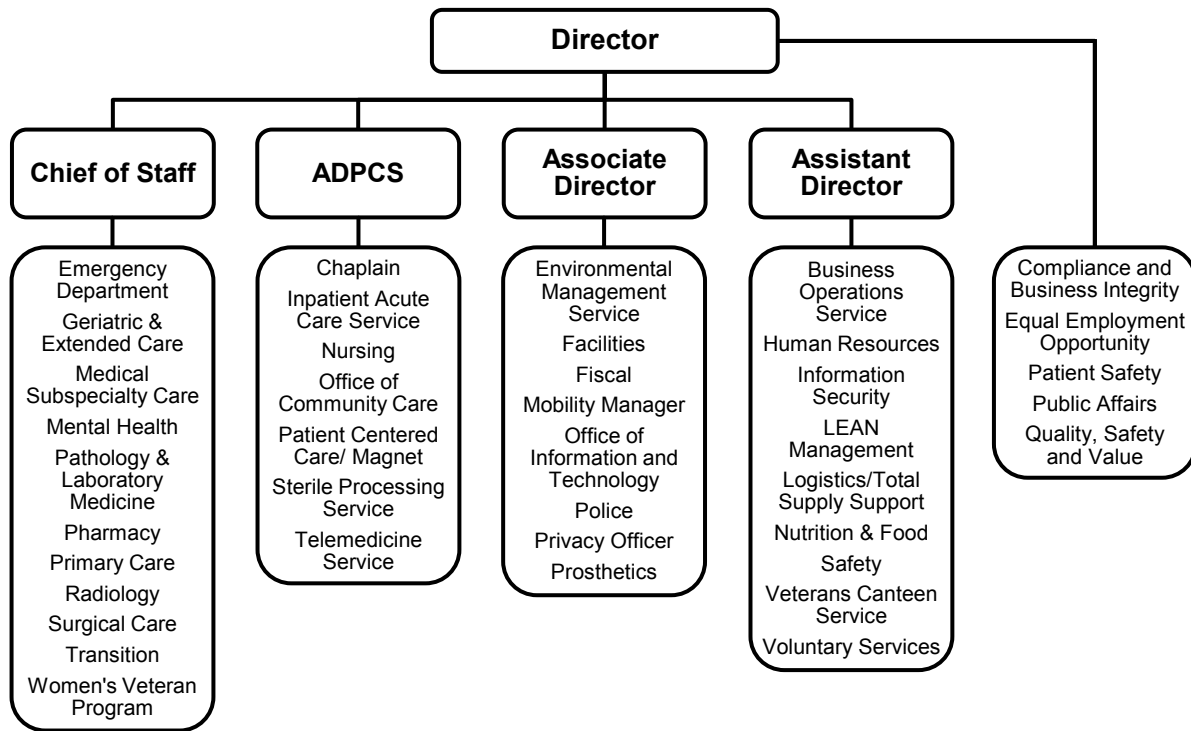 Director
Chief of Staff
ADPCS
Associate
Director
Assistant
Director
Emergency
Department
Geriatric &
Extended Care
Medical
Subspecialty Care
Mental Health
Pathology &
Laboratory
Medicine
Pharmacy
Primary Care
Radiology
Surgical Care
Transition
Women's Veteran
Program
Chaplain
Inpatient Acute
Care Service
Nursing
Office of
Community Care
Patient Centered
Care/ Magnet
Sterile Processing
Service
Telemedicine
Service
Environmental
Management
Service
Facilities
Fiscal
Mobility Manager
Office of
Information and
Technology
Police
Privacy Officer
Prosthetics
Business
Operations
Service
Human Resources
Information
Security
LEAN
Management
Logistics/Total
Supply Support
Nutrition & Food
Safety
Veterans Canteen
Service
Voluntary Services
Compliance and
Business Integrity
Equal Employment
Opportunity
Patient Safety
Public Affairs
Quality, Safety
and Value